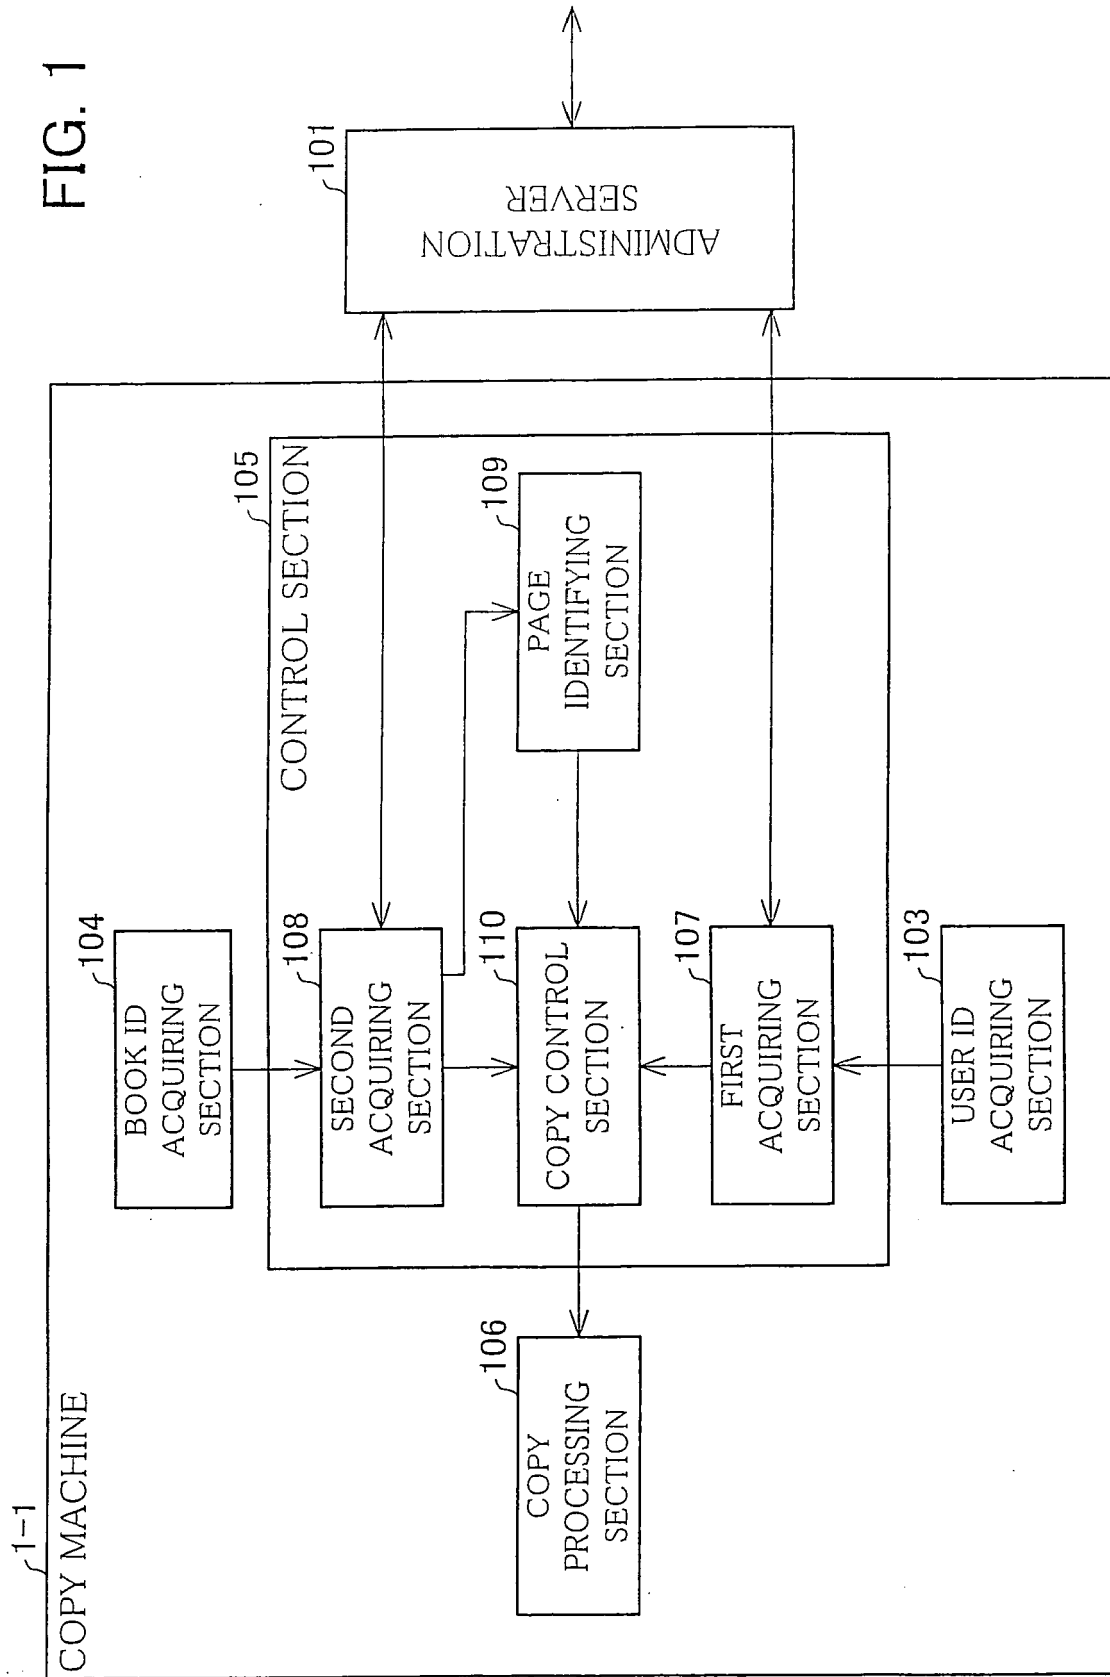 FIG. 1
1-1
COPY MACHINE
104
BOOK ID
ACQUIRING
SECTION
105
CONTROL SECTION
108
SECOND
ACQUIRING
SECTION
109
PAGE
IDENTIFYING
SECTION
106
COPY
PROCESSING
SECTION
110
COPY CONTROL
SECTION
107
FIRST
ACQUIRING
SECTION
103
USER ID
ACQUIRING
SECTION
101
ADMINISTRATION
SERVER